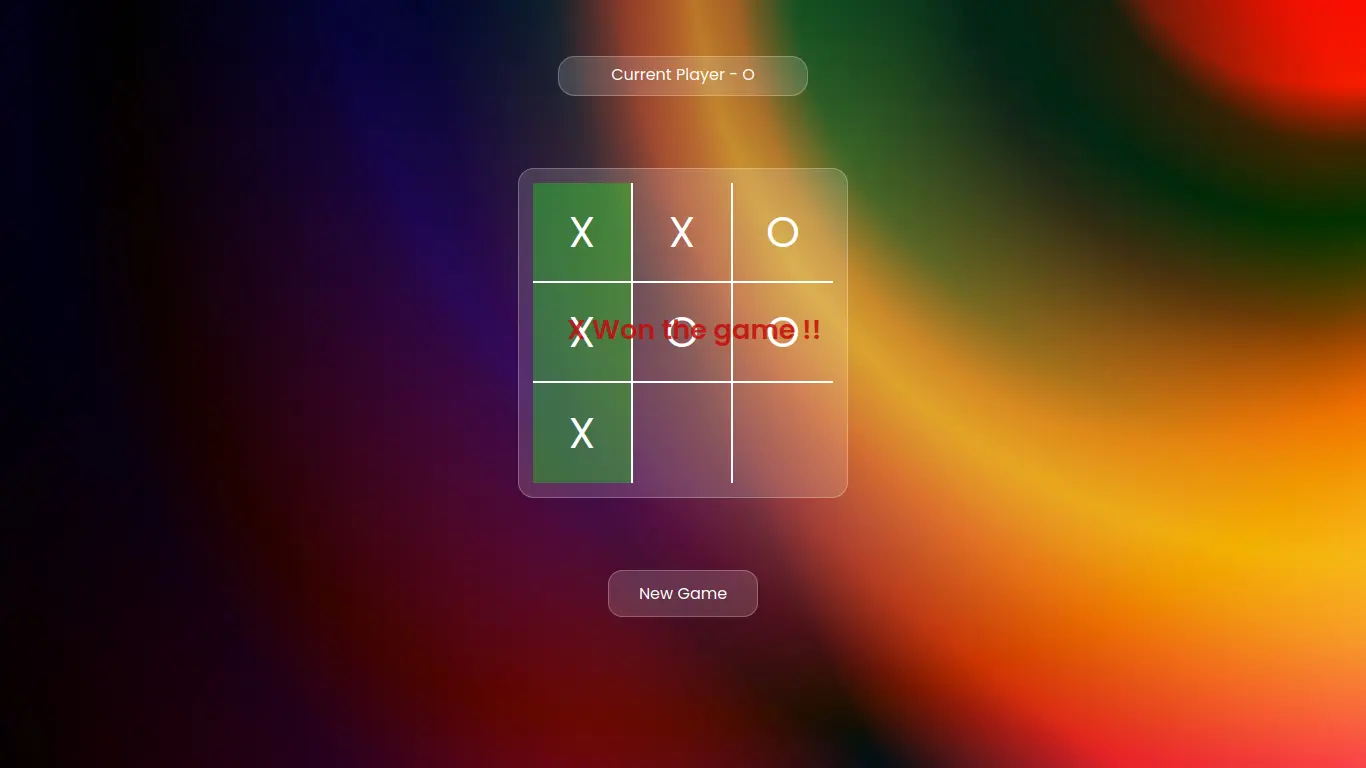 Current Player - O
X X O
X O O
X Won the game !!
X
New Game